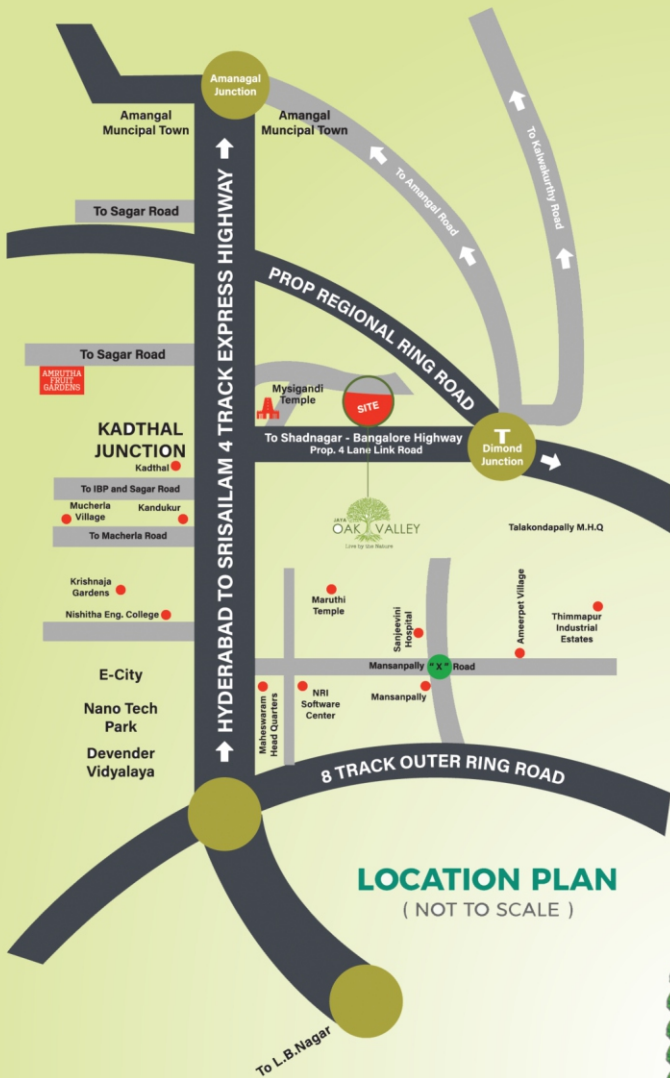 Amanagal
Junction
Amangal
Muncipal Town
Amangal
Muncipal Town
To Kalwakurthy Road
To Amangal Road
To Sagar Road
HYDERABAD TO SRISAILAM 4 TRACK EXPRESS HIGHWAY
PROP REGIONAL RING ROAD
To Sagar Road
AMRUTHA
FRUIT
GARDENS
Mysigandi
Temple
SITE
KADTHAL
JUNCTION
Kadthal
To Shadnagar - Bangalore Highway
Prop. 4 Lane Link Road
T
Dimond
Junction
To IBP and Sagar Road
Mucherla
Village
Kandukur
To Macherla Road
JAYA
OAK VALLEY
Live by the Nature
Talakondapally M.H.Q
Krishnaja
Gardens
Nishitha Eng. College
Maruthi
Temple
Sanjeevini
Hospital
Ameerpet Village
Thimmapur
Industrial
Estates
Mansanpally "X" Road
E-City
Nano Tech
Park
Devender
Vidyalaya
Maheswaram
Head Quarters
NRI
Software
Center
Mansanpally
8 TRACK OUTER RING ROAD
LOCATION PLAN
( NOT TO SCALE )
To L.B.Nagar